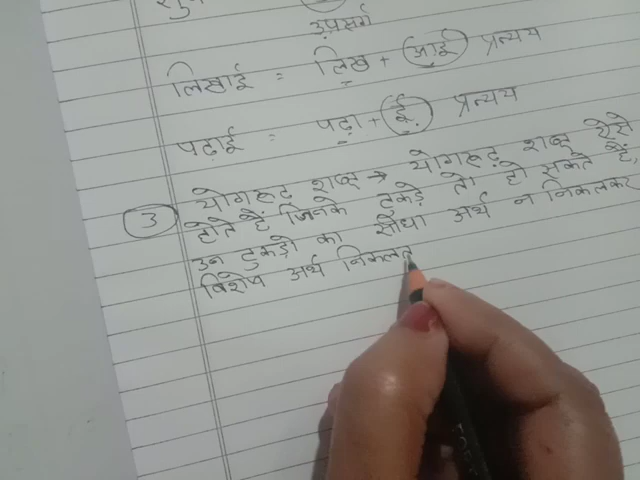 उपसर्ग
लिखाई = लिख + आई प्रत्यय
पढ़ाई = पढ़ा + ई प्रत्यय
3 योगरूढ़ शब्द → योगरूढ़ शब्द ऐसे
होते हैं जिनके टुकड़े तो हो सकते हैं,
उन टुकड़ो का सीधा अर्थ न निकलकर
विशेष अर्थ निकलत